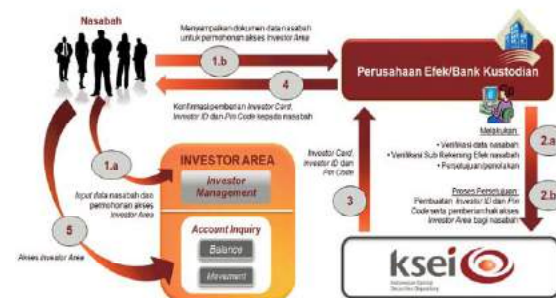 Nasabah
Menyampaikan dokumen data nasabah
untuk permohonan akses Investor Area
1.b
4
Konfirmasi pemberian Investor Card,
Investor ID dan Pin Code kepada nasabah
Perusahaan Efek/Bank Kustodian
Melakukan:
• Verifikasi data nasabah
• Verifikasi Sub Rekening Efek nasabah
• Persetujuan/penolakan
2.a
Proses Persetujuan:
Pembuatan Investor ID dan Pin
Code serta pemberian hak akses
Investor Area bagi nasabah
2.b
Investor Card,
Investor ID dan
Pin Code
3
1.a
Input data nasabah dan
permohonan akses
Investor Area
5
Akses Investor Area
INVESTOR AREA
Investor
Management
Account Inquiry
Balance
Movement
ksei
Indonesian Central
Securities Depository